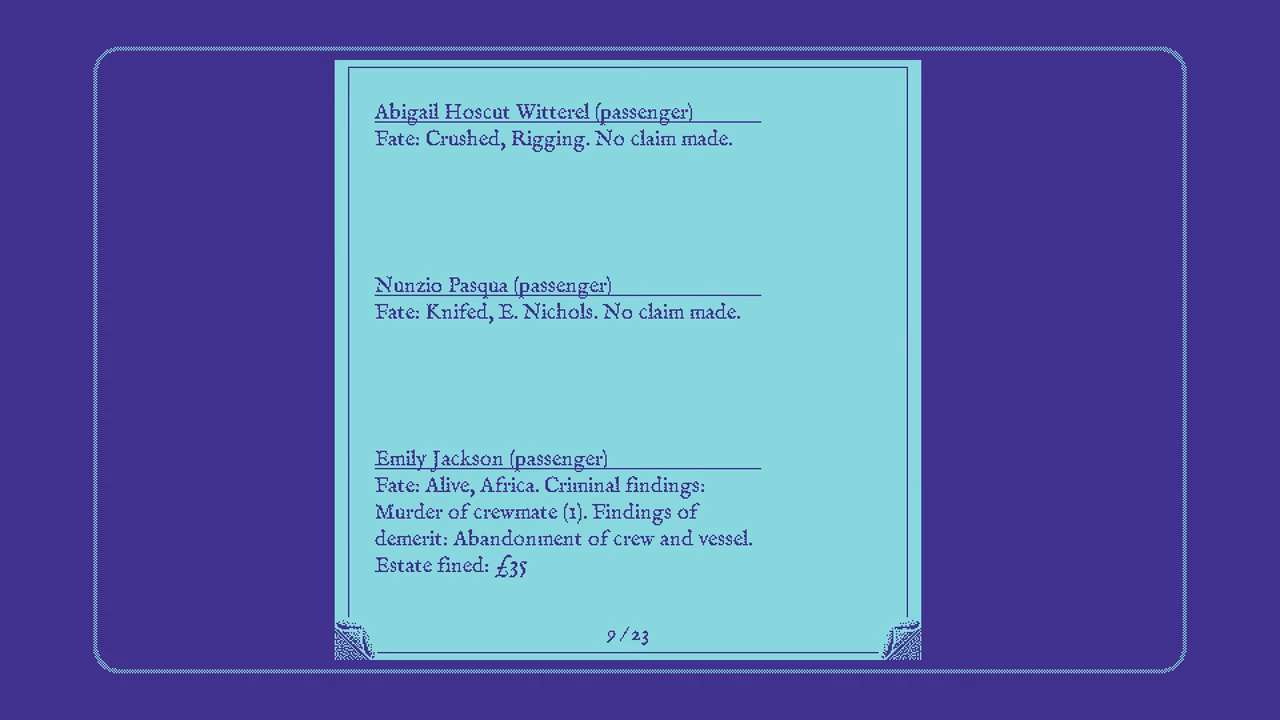 Abigail Hoscut Witterel (passenger)
Fate: Crushed, Rigging. No claim made.
Nunzio Pasqua (passenger)
Fate: Knifed, E. Nichols. No claim made.
Emily Jackson (passenger)
Fate: Alive, Africa. Criminal findings:
Murder of crewmate (1). Findings of
demerit: Abandonment of crew and vessel.
Estate fined: £35
9/23